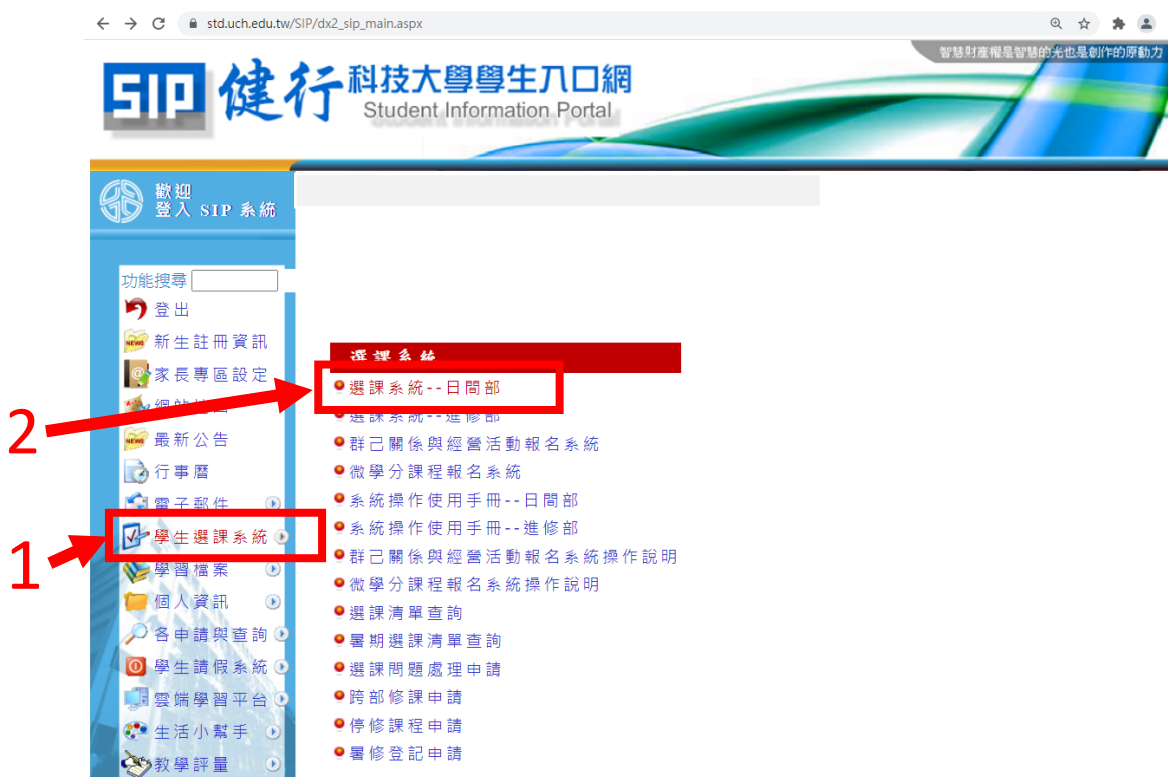 std.uch.edu.tw/SIP/dx2_sip_main.aspx
智慧財產權是智慧的光也是創作的原動力
SIP 健行科技大學學生入口網
Student Information Portal
歡迎
登入 SIP 系統
功能搜尋
登出
新生註冊資訊
家長專區設定
最新公告
行事曆
電子郵件
學生選課系統
學習檔案
個人資訊
各申請與查詢
學生請假系統
雲端學習平台
生活小幫手
教學評量
選課系統
選課系統--日間部
選課系統--進修部
群己關係與經營活動報名系統
微學分課程報名系統
系統操作使用手冊--日間部
系統操作使用手冊--進修部
群己關係與經營活動報名系統操作說明
微學分課程報名系統操作說明
選課清單查詢
暑期選課清單查詢
選課問題處理申請
跨部修課申請
停修課程申請
暑修登記申請
2
1